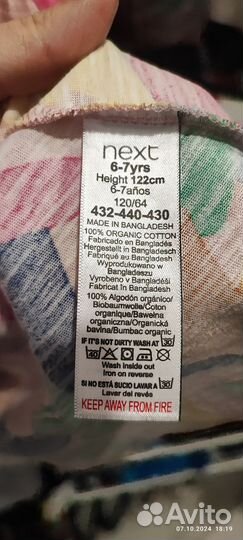 next
6-7yrs
Height 122cm
6-7años
120/64
432-440-430
MADE IN BANGLADESH
100% ORGANIC COTTON
Fabricado en Bangladés
Hergestellt in Bangladesch
Fabriqué au Bangladesh
Wyprodukowano w
Bangladeszu
Vyrobeno v Bangladéši
Fabricat în Bangladesh
100% Algodón orgánico/
Biobaumwolle/Coton
organique/Bawełna
organiczna/Organická
bavlna/Bumbac organic
IF IT'S NOT DIRTY WASH AT 30
40
Wash inside out
Iron on reverse
SI NO ESTÁ SUCIO LAVAR A 30
Lavar del revés
KEEP AWAY FROM FIRE
Avito
07.10.2024 18:19